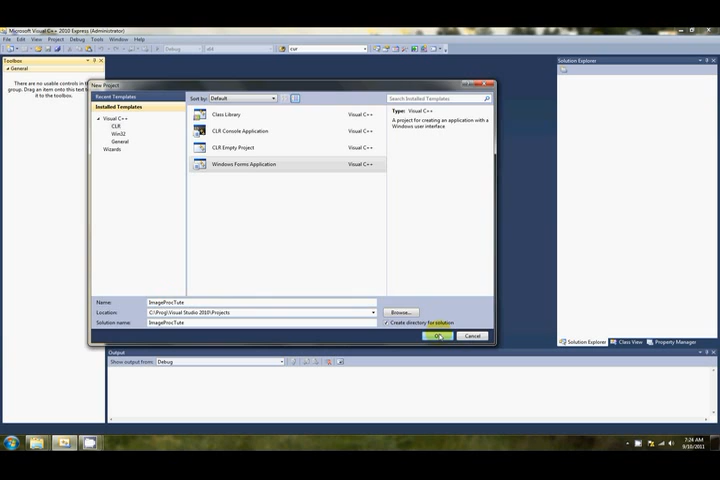 Microsoft Visual C++ 2010 Express (Administrator)
File Edit View Project Debug Tools Window Help
Debug
cur
Toolbox
General
There are no usable controls in this
group. Drag an item onto this text to add
it to the toolbox.
New Project
Recent Templates
Installed Templates
Visual C++
CLR
Win32
General
Wizards
Sort by: Default
Search Installed Templates
Class Library Visual C++
CLR Console Application Visual C++
CLR Empty Project Visual C++
Windows Forms Application Visual C++
Type: Visual C++
A project for creating an application with a
Windows user interface
Name: ImageProcTute
Location: C:\Prog\Visual Studio 2010\Projects
Browse...
Solution name: ImageProcTute
Create directory for solution
OK
Cancel
Solution Explorer
Solution Explorer Class View Property Manager
Output
Show output from: Debug
7:24 AM
9/10/2011